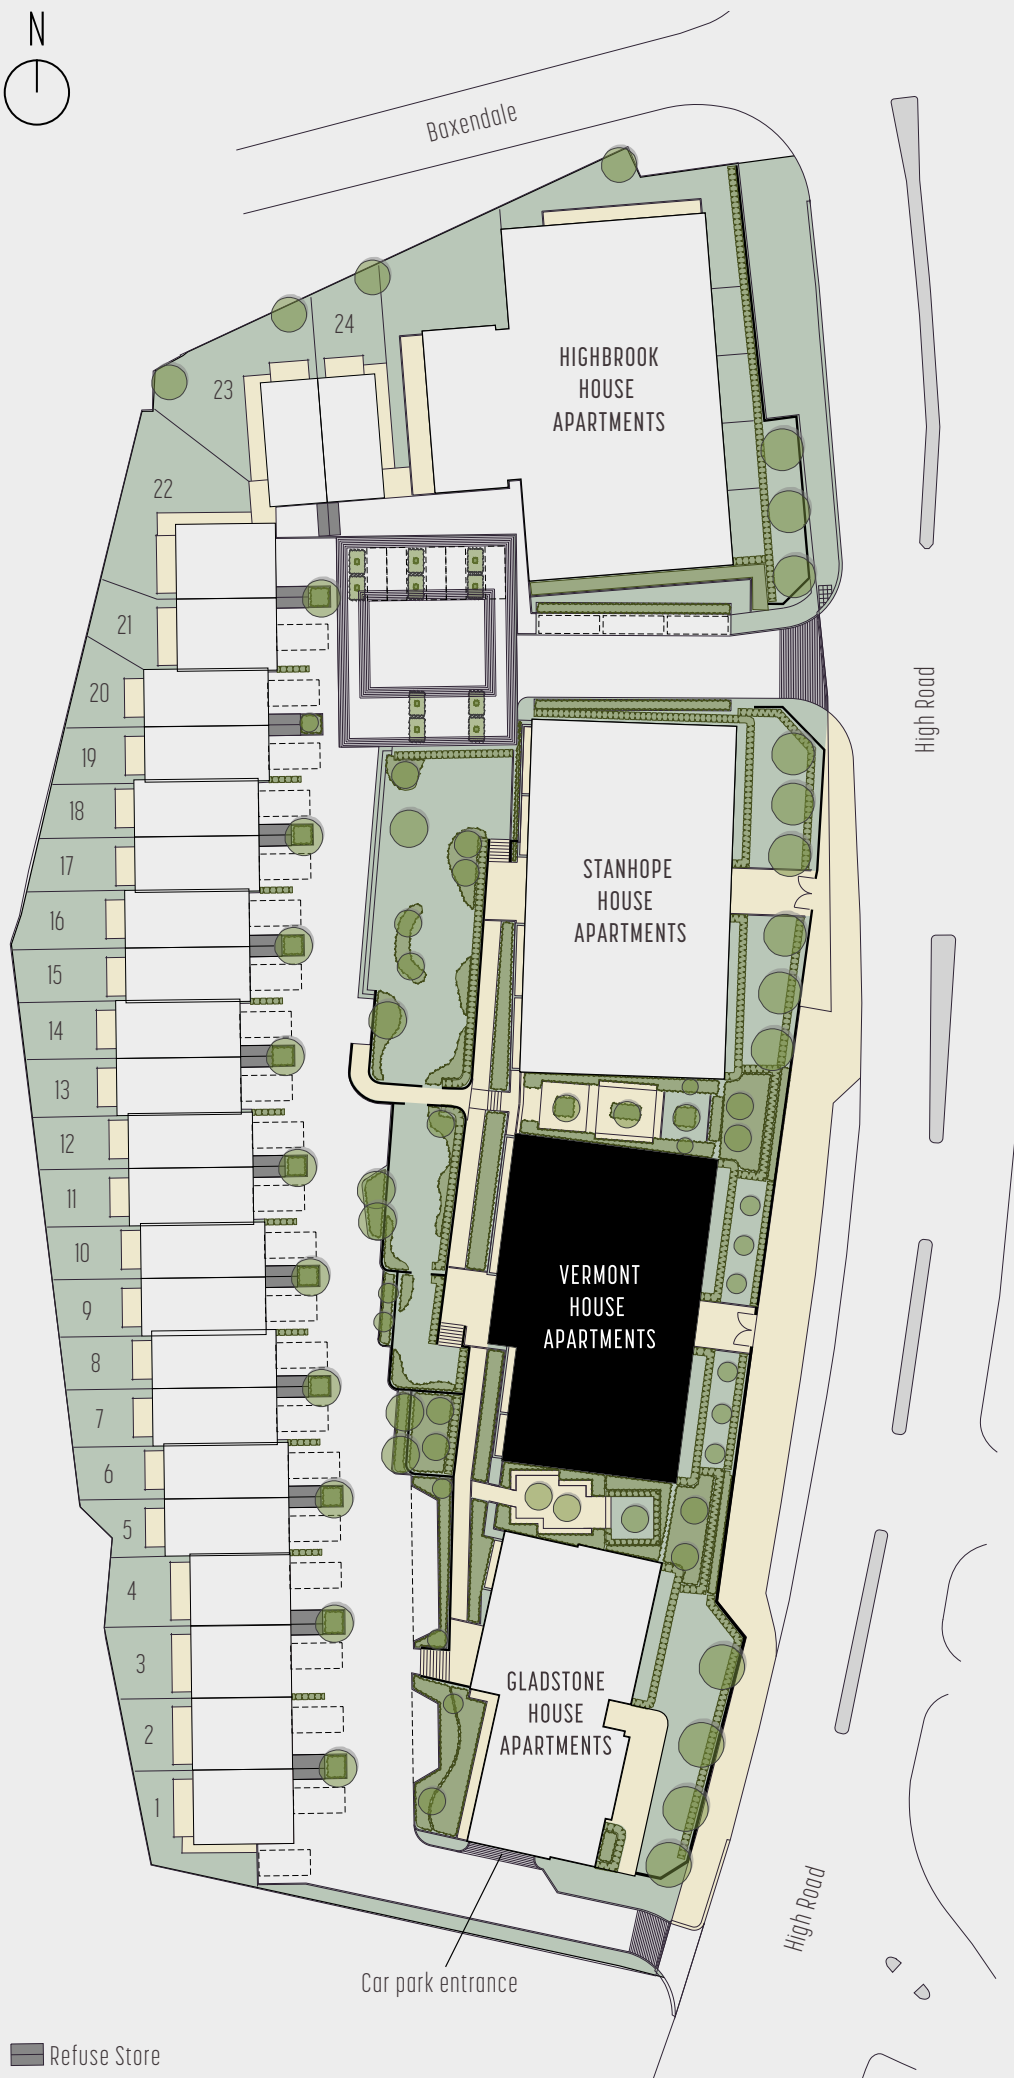 N
Baxendale
24
HIGHBROOK
HOUSE
APARTMENTS
23
22
21
20
High Road
19
18
17
STANHOPE
HOUSE
APARTMENTS
16
15
14
13
12
11
10
VERMONT
HOUSE
APARTMENTS
9
8
7
6
5
4
3
GLADSTONE
HOUSE
APARTMENTS
2
1
High Road
Car park entrance
Refuse Store